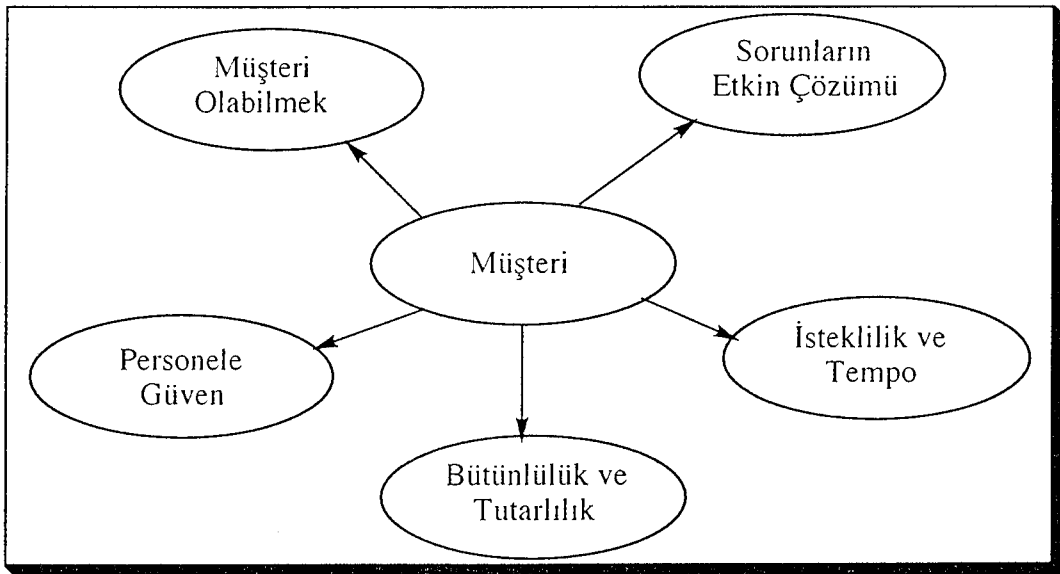 Müşteri
Olabilmek
Sorunların
Etkin Çözümü
Müşteri
Personele
Güven
İsteklilik ve
Tempo
Bütünlülük ve
Tutarlılık